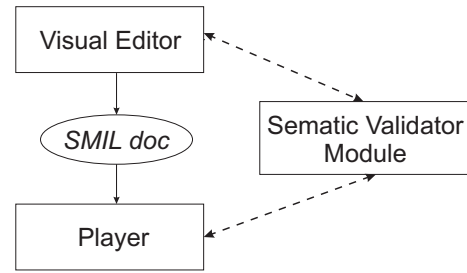 Visual Editor
SMIL doc
Sematic Validator
Module
Player